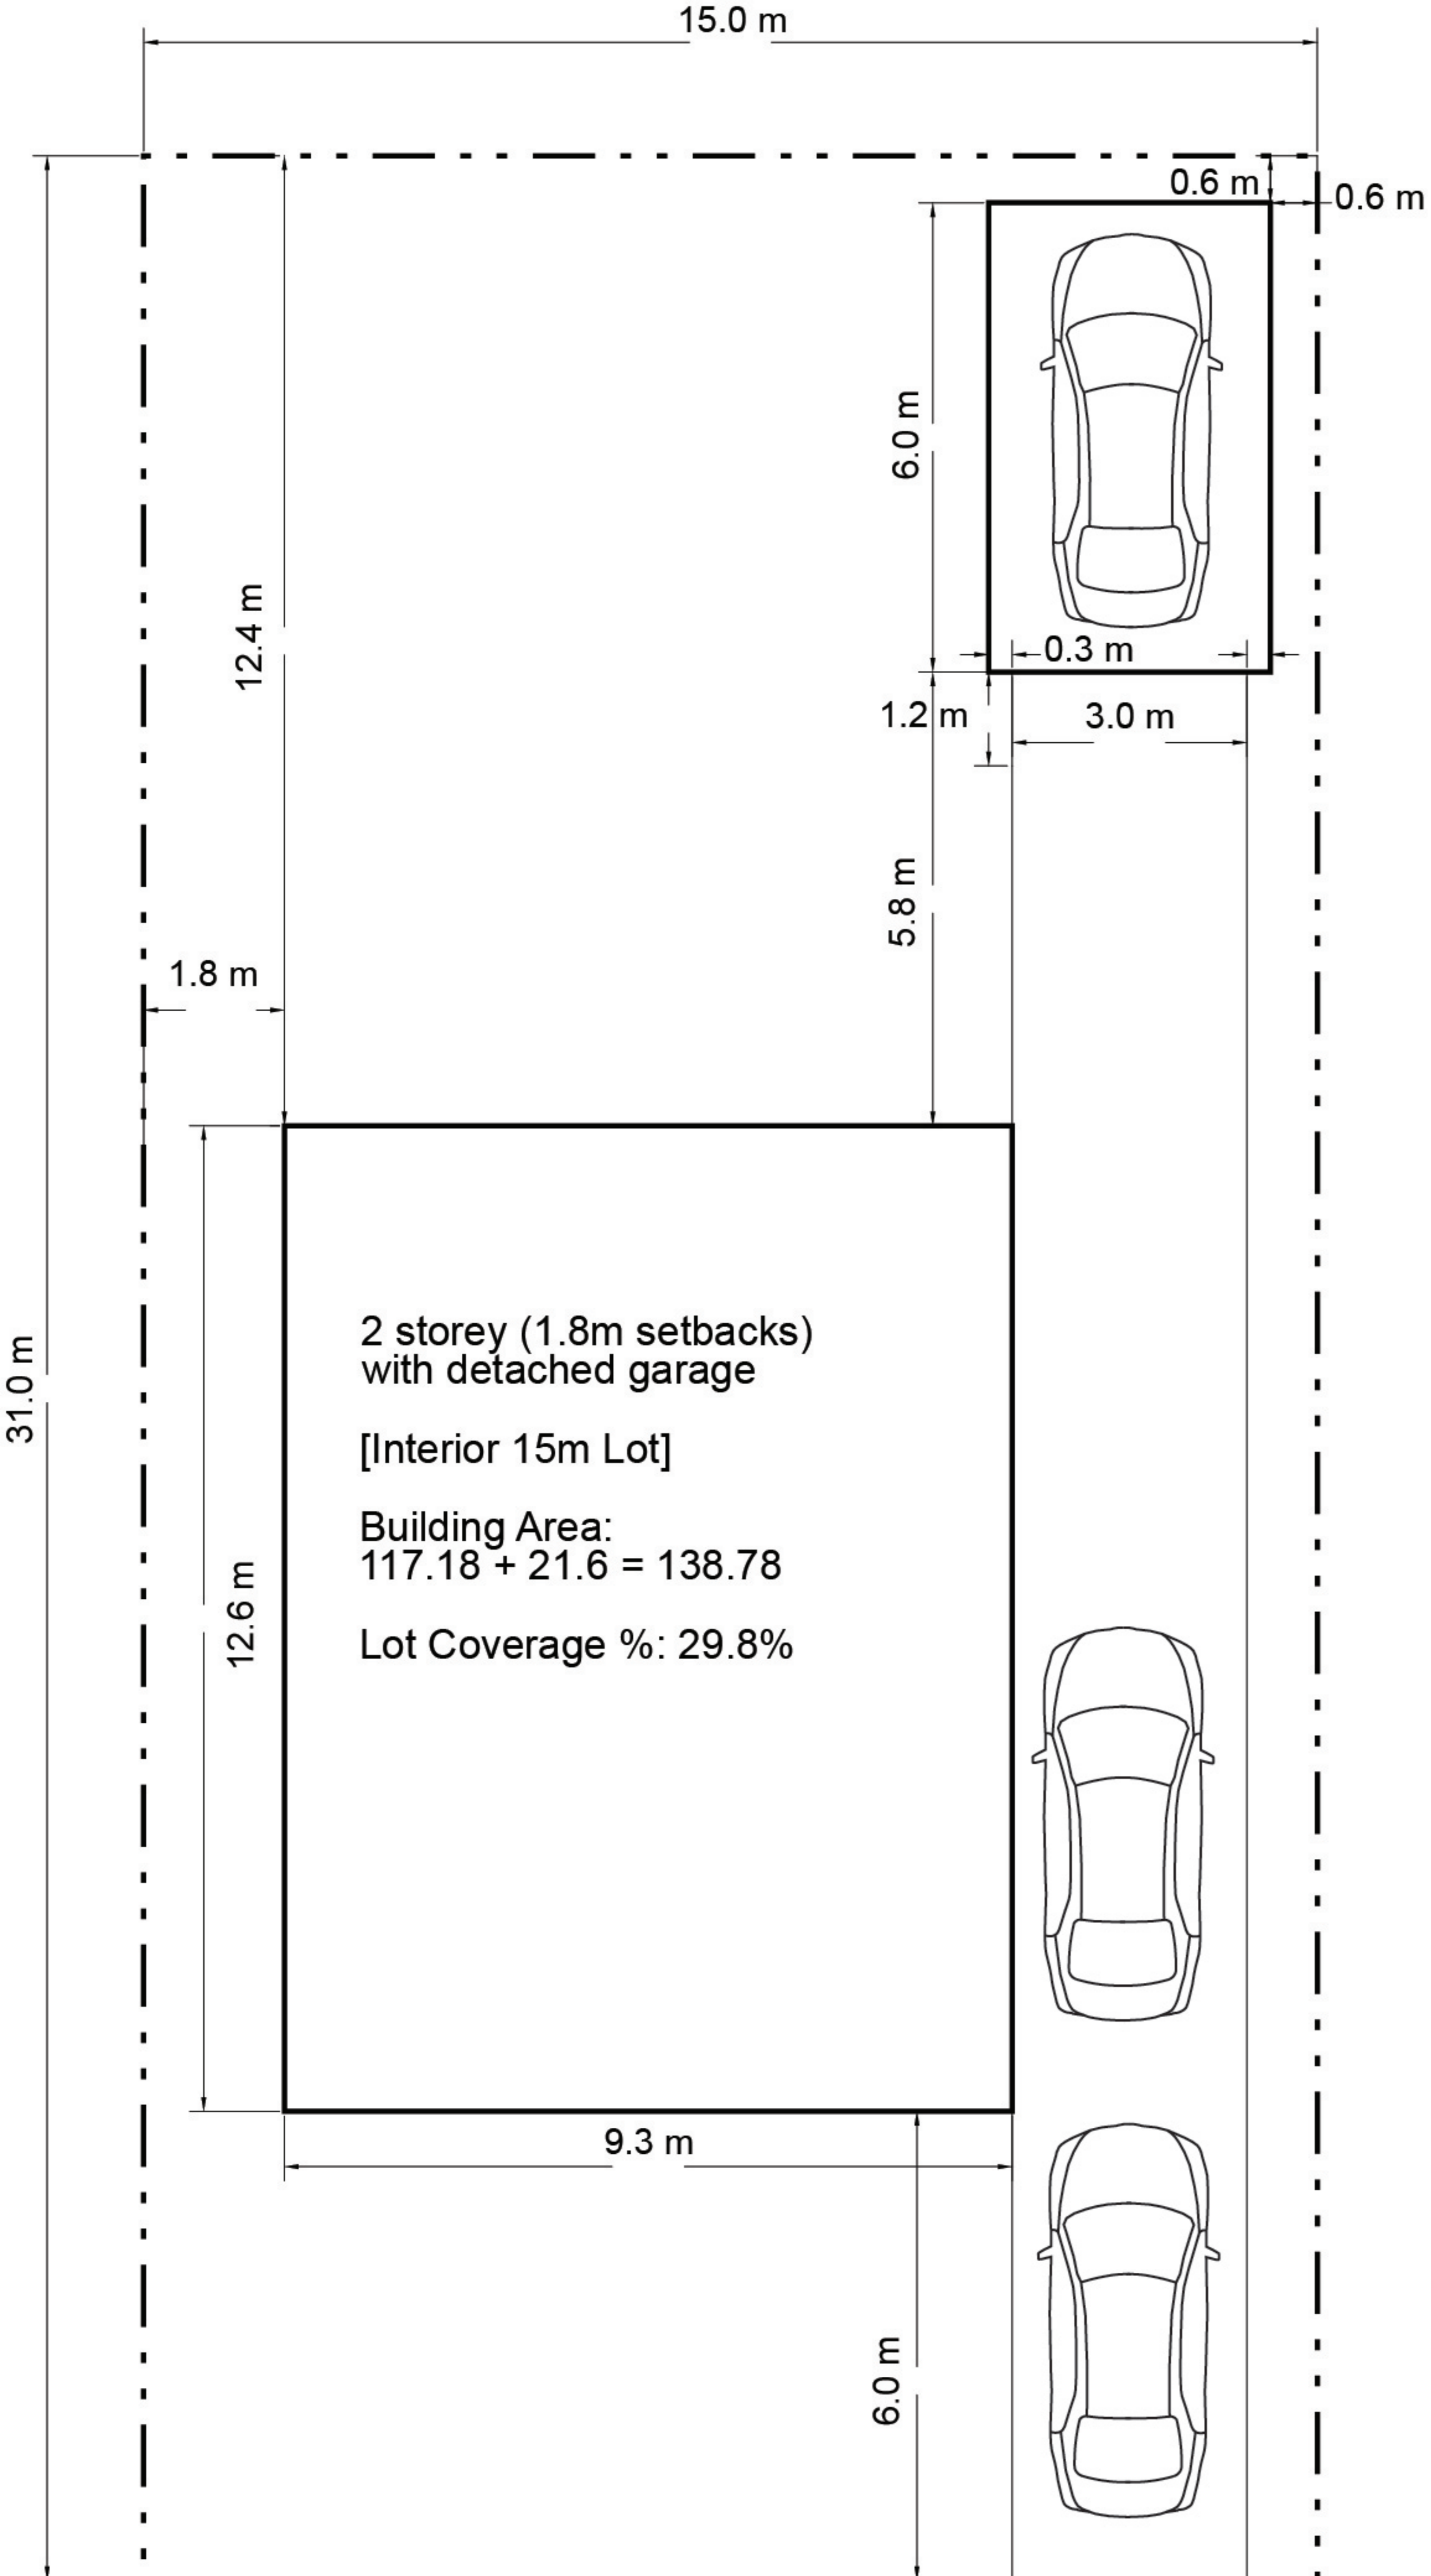 15.0 m
0.6 m
0.6 m
6.0 m
12.4 m
0.3 m
1.2 m
3.0 m
5.8 m
1.8 m
31.0 m
2 storey (1.8m setbacks)
with detached garage
[Interior 15m Lot]
Building Area:
117.18 + 21.6 = 138.78
Lot Coverage %: 29.8%
12.6 m
9.3 m
6.0 m